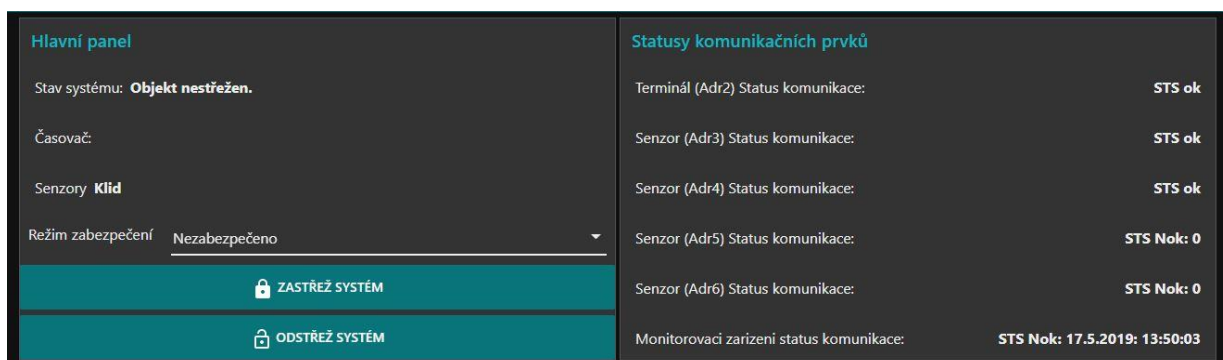 Hlavní panel
Stav systému: Objekt nestřežen.
Časovač:
Senzory Klid
Režim zabezpečení Nezabezpečeno
ZASTŘEŽ SYSTÉM
ODSTŘEŽ SYSTÉM
Statusy komunikačních prvků
Terminál (Adr2) Status komunikace: STS ok
Senzor (Adr3) Status komunikace: STS ok
Senzor (Adr4) Status komunikace: STS ok
Senzor (Adr5) Status komunikace: STS Nok: 0
Senzor (Adr6) Status komunikace: STS Nok: 0
Monitorovaci zarizeni status komunikace: STS Nok: 17.5.2019: 13:50:03